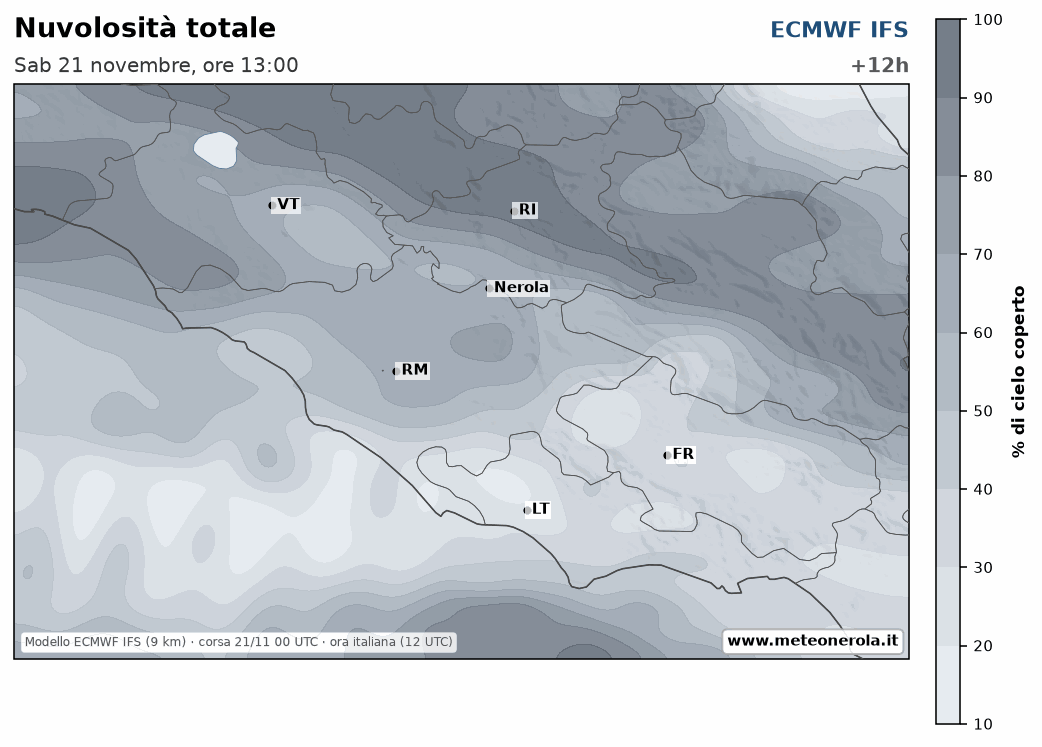 Nuvolosità totale
ECMWF IFS
Sab 21 novembre, ore 13:00
+12h
100
90
80
70
60
50
40
30
20
10
% di cielo coperto
VT
RI
Nerola
RM
FR
LT
Modello ECMWF IFS (9 km) · corsa 21/11 00 UTC · ora italiana (12 UTC)
www.meteonerola.it